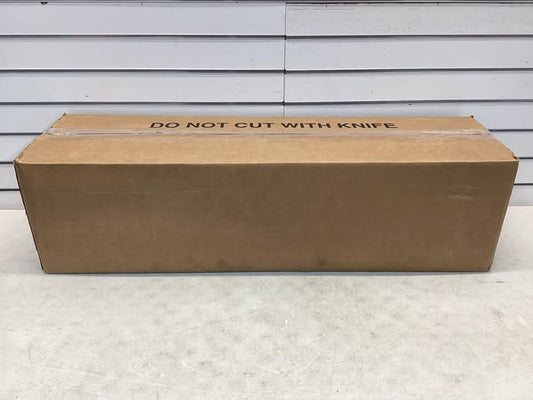 DO NOT CUT WITH KNIFE